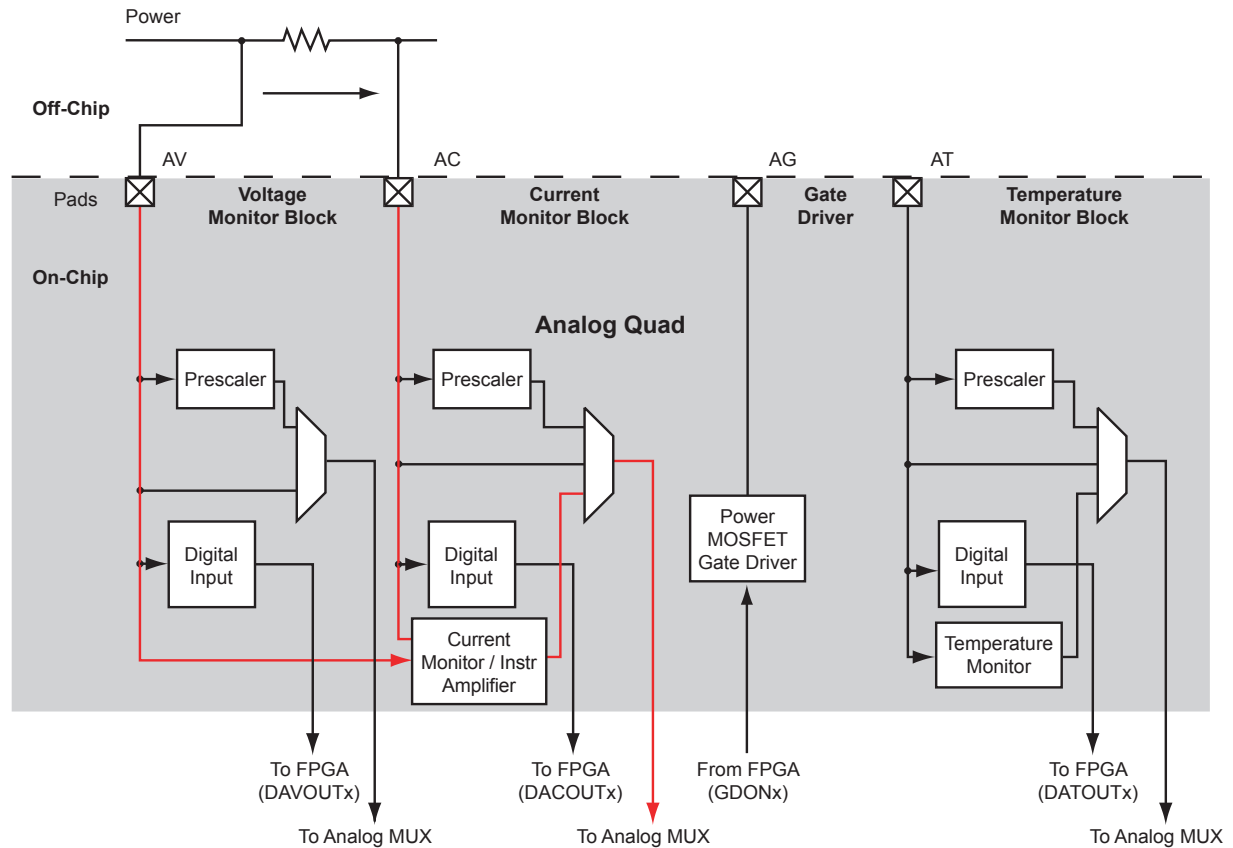 Power
Off-Chip
AV
AC
AG
AT
Pads
Voltage
Monitor Block
Current
Monitor Block
Gate
Driver
Temperature
Monitor Block
On-Chip
Analog Quad
Prescaler
Prescaler
Prescaler
Power
MOSFET
Gate Driver
Digital
Input
Digital
Input
Digital
Input
Current
Monitor / Instr
Amplifier
Temperature
Monitor
To FPGA
(DAVOUTx)
To FPGA
(DACOUTx)
From FPGA
(GDONx)
To FPGA
(DATOUTx)
To Analog MUX
To Analog MUX
To Analog MUX